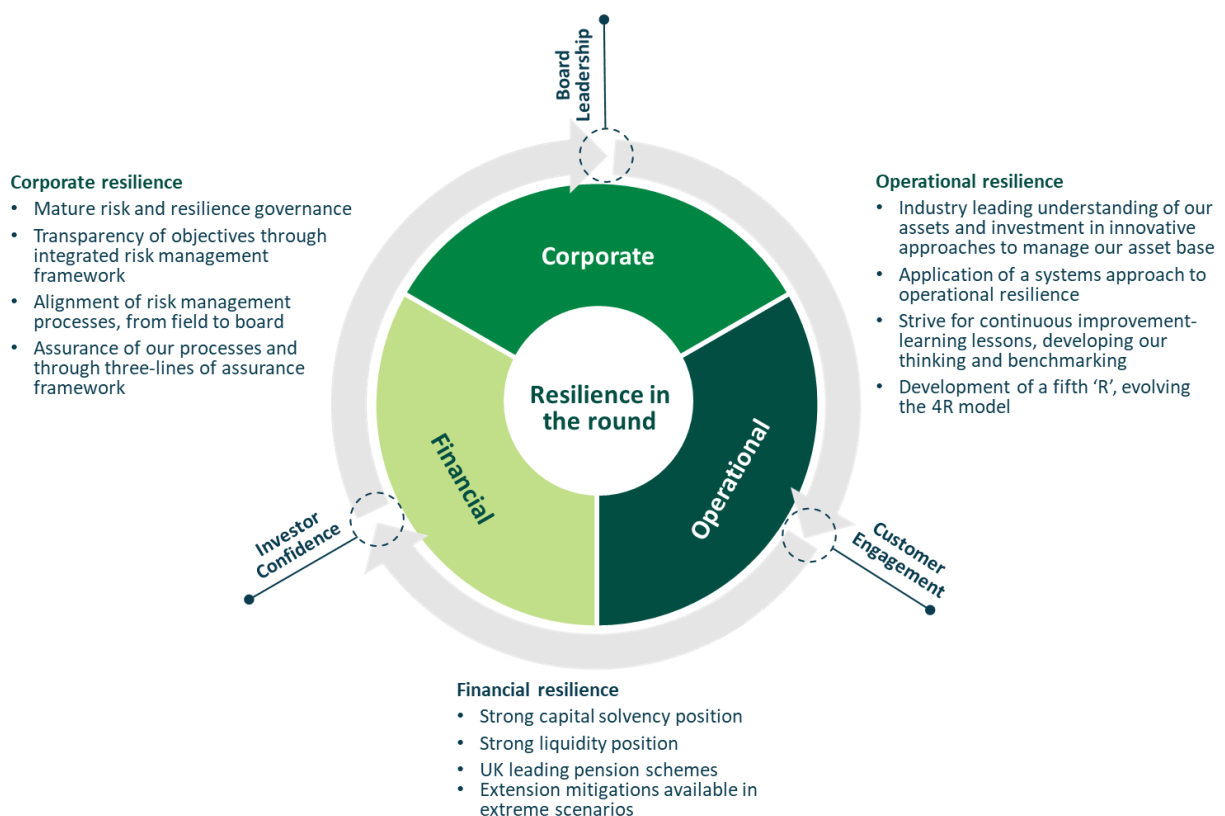 Board
Leadership
Corporate resilience
• Mature risk and resilience governance
• Transparency of objectives through
integrated risk management
framework
• Alignment of risk management
processes, from field to board
• Assurance of our processes and
through three-lines of assurance
framework
Operational resilience
• Industry leading understanding of our
assets and investment in innovative
approaches to manage our asset base
• Application of a systems approach to
operational resilience
• Strive for continuous improvement-
learning lessons, developing our
thinking and benchmarking
• Development of a fifth ‘R’, evolving
the 4R model
Corporate
Resilience in
the round
Financial
Operational
Investor
Confidence
Customer
Engagement
Financial resilience
• Strong capital solvency position
• Strong liquidity position
• UK leading pension schemes
• Extension mitigations available in
extreme scenarios